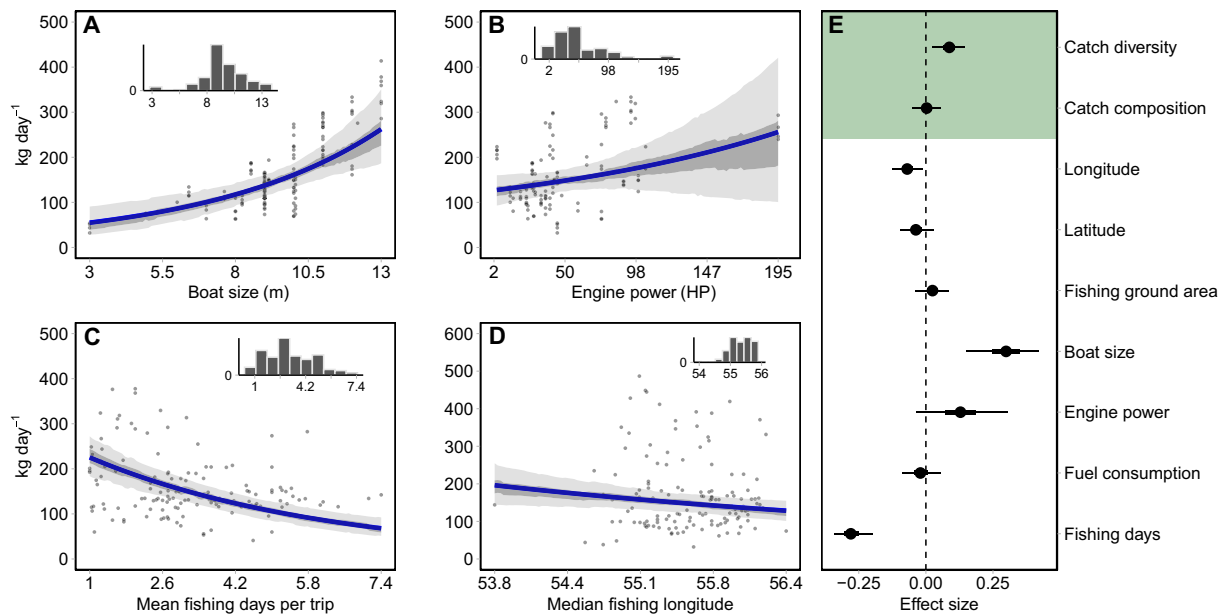 A
500
400
300
200
100
0
kg day⁻¹
0
3 8 13
3 5.5 8 10.5 13
Boat size (m)
B
500
400
300
200
100
0
0
2 98 195
2 50 98 147 195
Engine power (HP)
C
500
400
300
200
100
0
kg day⁻¹
0
1 4.2 7.4
1 2.6 4.2 5.8 7.4
Mean fishing days per trip
D
600
500
400
300
200
100
0
0
54 55 56
53.8 54.4 55.1 55.8 56.4
Median fishing longitude
E
Catch diversity
Catch composition
Longitude
Latitude
Fishing ground area
Boat size
Engine power
Fuel consumption
Fishing days
−0.25 0.00 0.25
Effect size